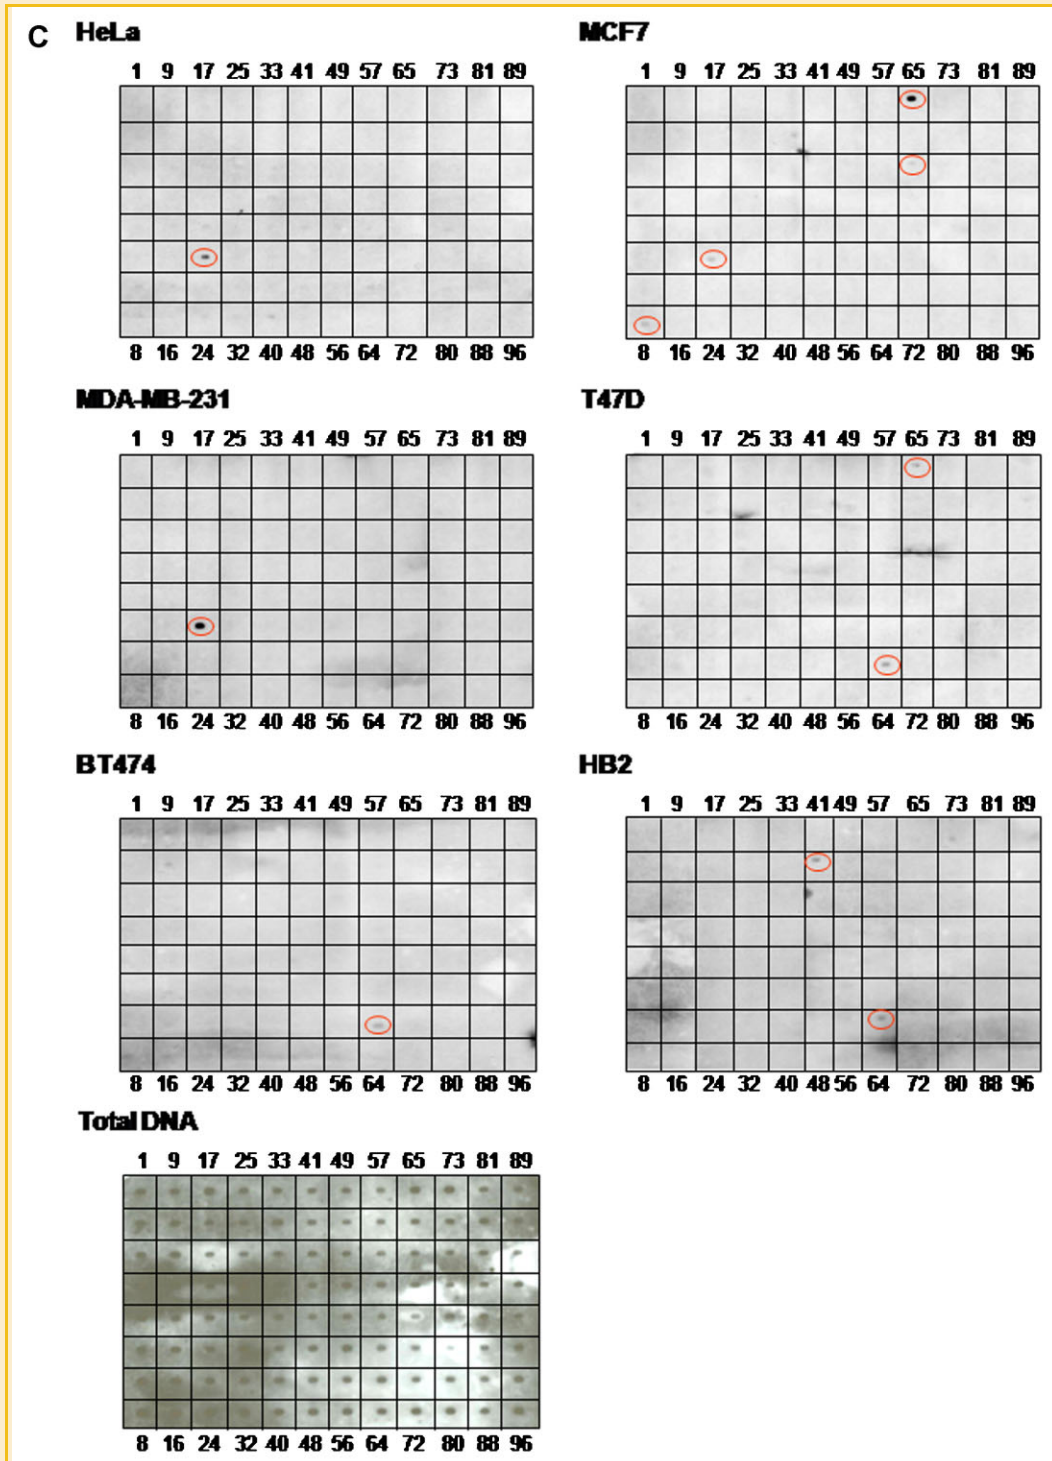 C HeLa MCF7
1 9 17 25 33 41 49 57 65 73 81 89 1 9 17 25 33 41 49 57 65 73 81 89
8 16 24 32 40 48 56 64 72 80 88 96 8 16 24 32 40 48 56 64 72 80 88 96
MDA-MB-231 T47D
1 9 17 25 33 41 49 57 65 73 81 89 1 9 17 25 33 41 49 57 65 73 81 89
8 16 24 32 40 48 56 64 72 80 88 96 8 16 24 32 40 48 56 64 72 80 88 96
BT474 HB2
1 9 17 25 33 41 49 57 65 73 81 89 1 9 17 25 33 41 49 57 65 73 81 89
8 16 24 32 40 48 56 64 72 80 88 96 8 16 24 32 40 48 56 64 72 80 88 96
Total DNA
1 9 17 25 33 41 49 57 65 73 81 89
8 16 24 32 40 48 56 64 72 80 88 96